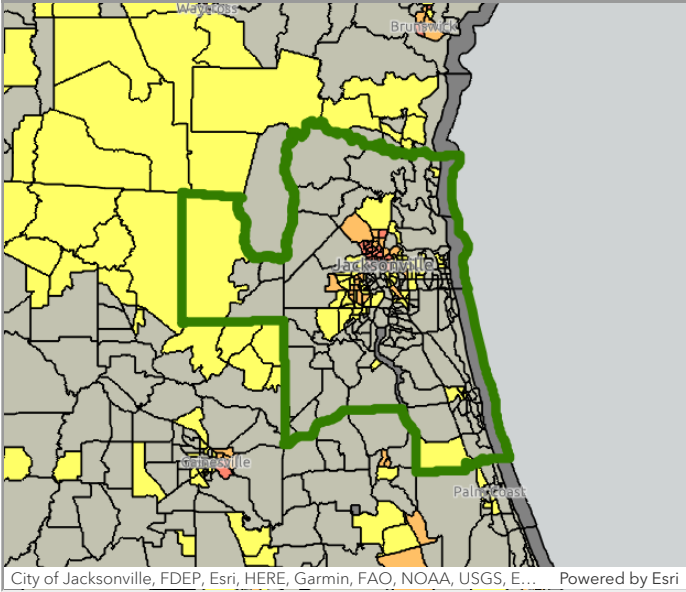 Waycross
Brunswick
Jacksonville
Gainesville
Palm Coast
City of Jacksonville, FDEP, Esri, HERE, Garmin, FAO, NOAA, USGS, E... Powered by Esri